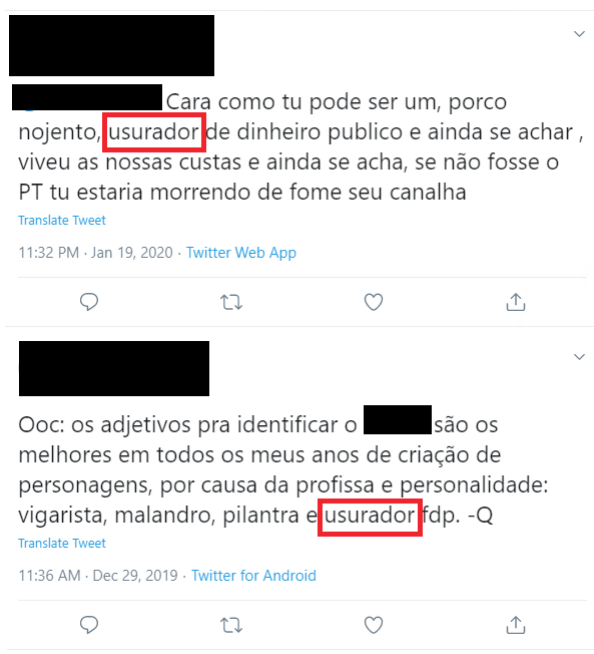 Cara como tu pode ser um, porco
nojento, usurador de dinheiro publico e ainda se achar ,
viveu as nossas custas e ainda se acha, se não fosse o
PT tu estaria morrendo de fome seu canalha
Translate Tweet
11:32 PM · Jan 19, 2020 · Twitter Web App
Ooc: os adjetivos pra identificar o são os
melhores em todos os meus anos de criação de
personagens, por causa da profissa e personalidade:
vigarista, malandro, pilantra e usurador fdp. -Q
Translate Tweet
11:36 AM · Dec 29, 2019 · Twitter for Android